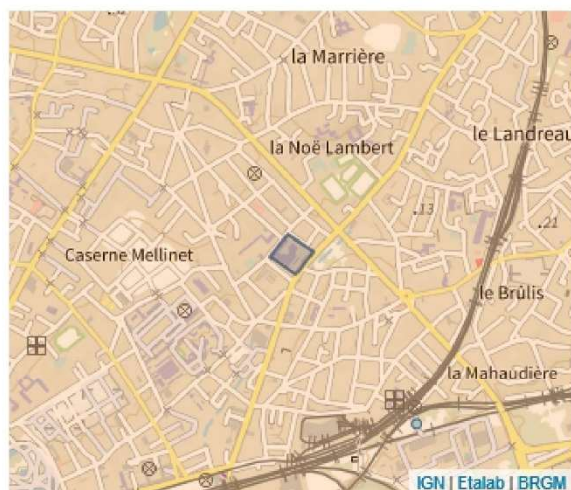 la Marrière
le Landreau
la Noë Lambert
.13
.21
Caserne Mellinet
le Brûlis
la Mahaudière
IGN | Etalab | BRGM